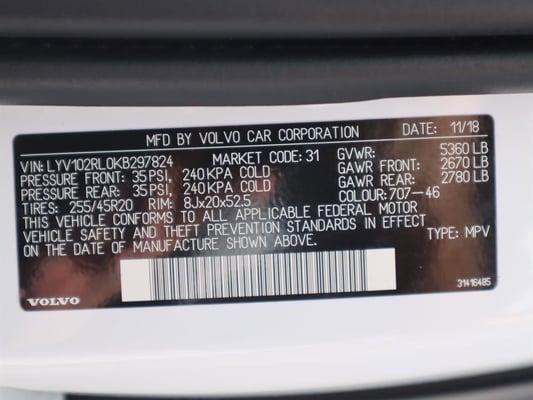 MFD BY VOLVO CAR CORPORATION DATE: 11/18
VIN: LYV102RL0KB297824 MARKET CODE: 31 GVWR: 5360 LB
PRESSURE FRONT: 35 PSI, 240 KPA COLD GAWR FRONT: 2670 LB
PRESSURE REAR: 35 PSI, 240 KPA COLD GAWR REAR: 2780 LB
TIRES: 255/45R20 RIM: 8Jx20x52.5 COLOUR:707-46
THIS VEHICLE CONFORMS TO ALL APPLICABLE FEDERAL MOTOR
VEHICLE SAFETY AND THEFT PREVENTION STANDARDS IN EFFECT TYPE: MPV
ON THE DATE OF MANUFACTURE SHOWN ABOVE.
VOLVO 31416485